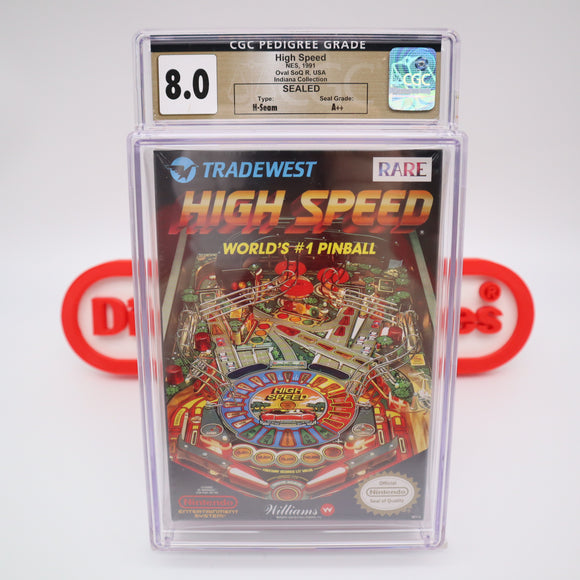 CGC PEDIGREE GRADE
8.0
High Speed
NES, 1991
Oval SoQ R, USA
Indiana Collection
SEALED
Type: Seal Grade:
H-Seam A++
CGC
TRADEWEST
RARE
HIGH SPEED
WORLD'S #1 PINBALL
Di es®
HIGH
SPEED
Nintendo
ENTERTAINMENT
SYSTEM
Williams
Official
Nintendo
Seal of Quality